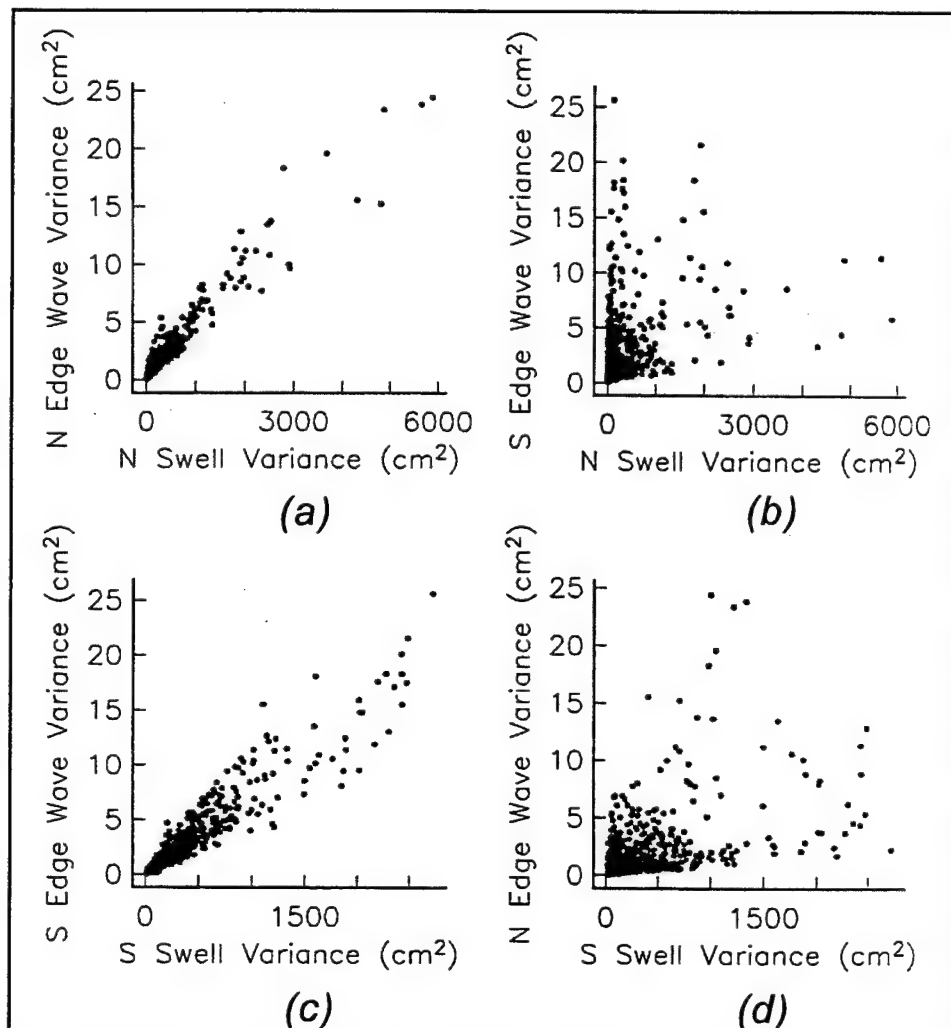 N Edge Wave Variance (cm²)
25
20
15
10
5
0
0 3000 6000
N Swell Variance (cm²)
(a)
S Edge Wave Variance (cm²)
25
20
15
10
5
0
0 3000 6000
N Swell Variance (cm²)
(b)
S Edge Wave Variance (cm²)
25
20
15
10
5
0
0 1500
S Swell Variance (cm²)
(c)
N Edge Wave Variance (cm²)
25
20
15
10
5
0
0 1500
S Swell Variance (cm²)
(d)